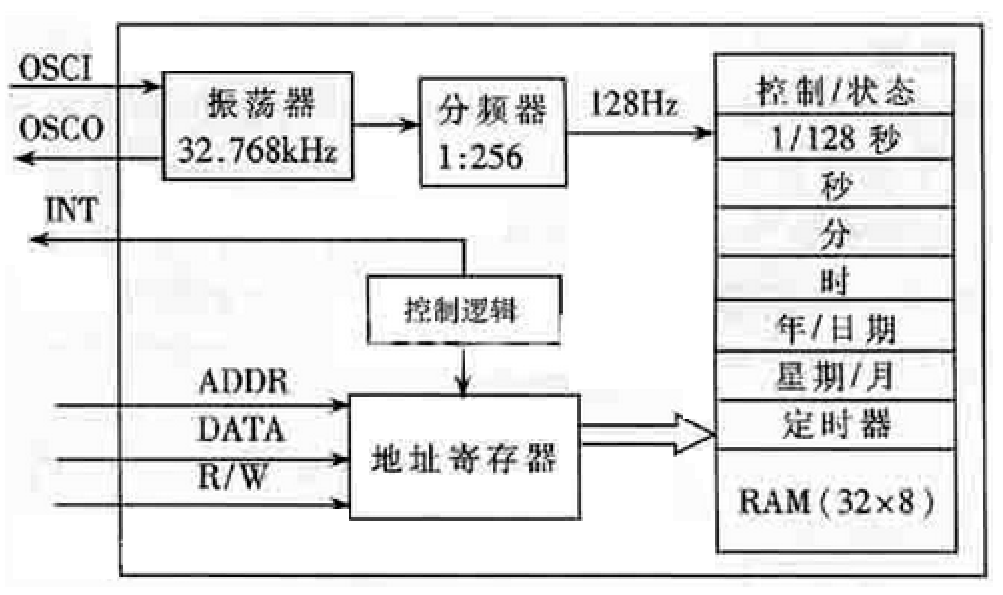 OSCI
OSCO
INT
振荡器
32.768kHz
分频器
1:256
128Hz
控制/状态
1/128 秒
秒
分
时
年/日期
星期/月
定时器
RAM(32×8)
控制逻辑
ADDR
DATA
R/W
地址寄存器